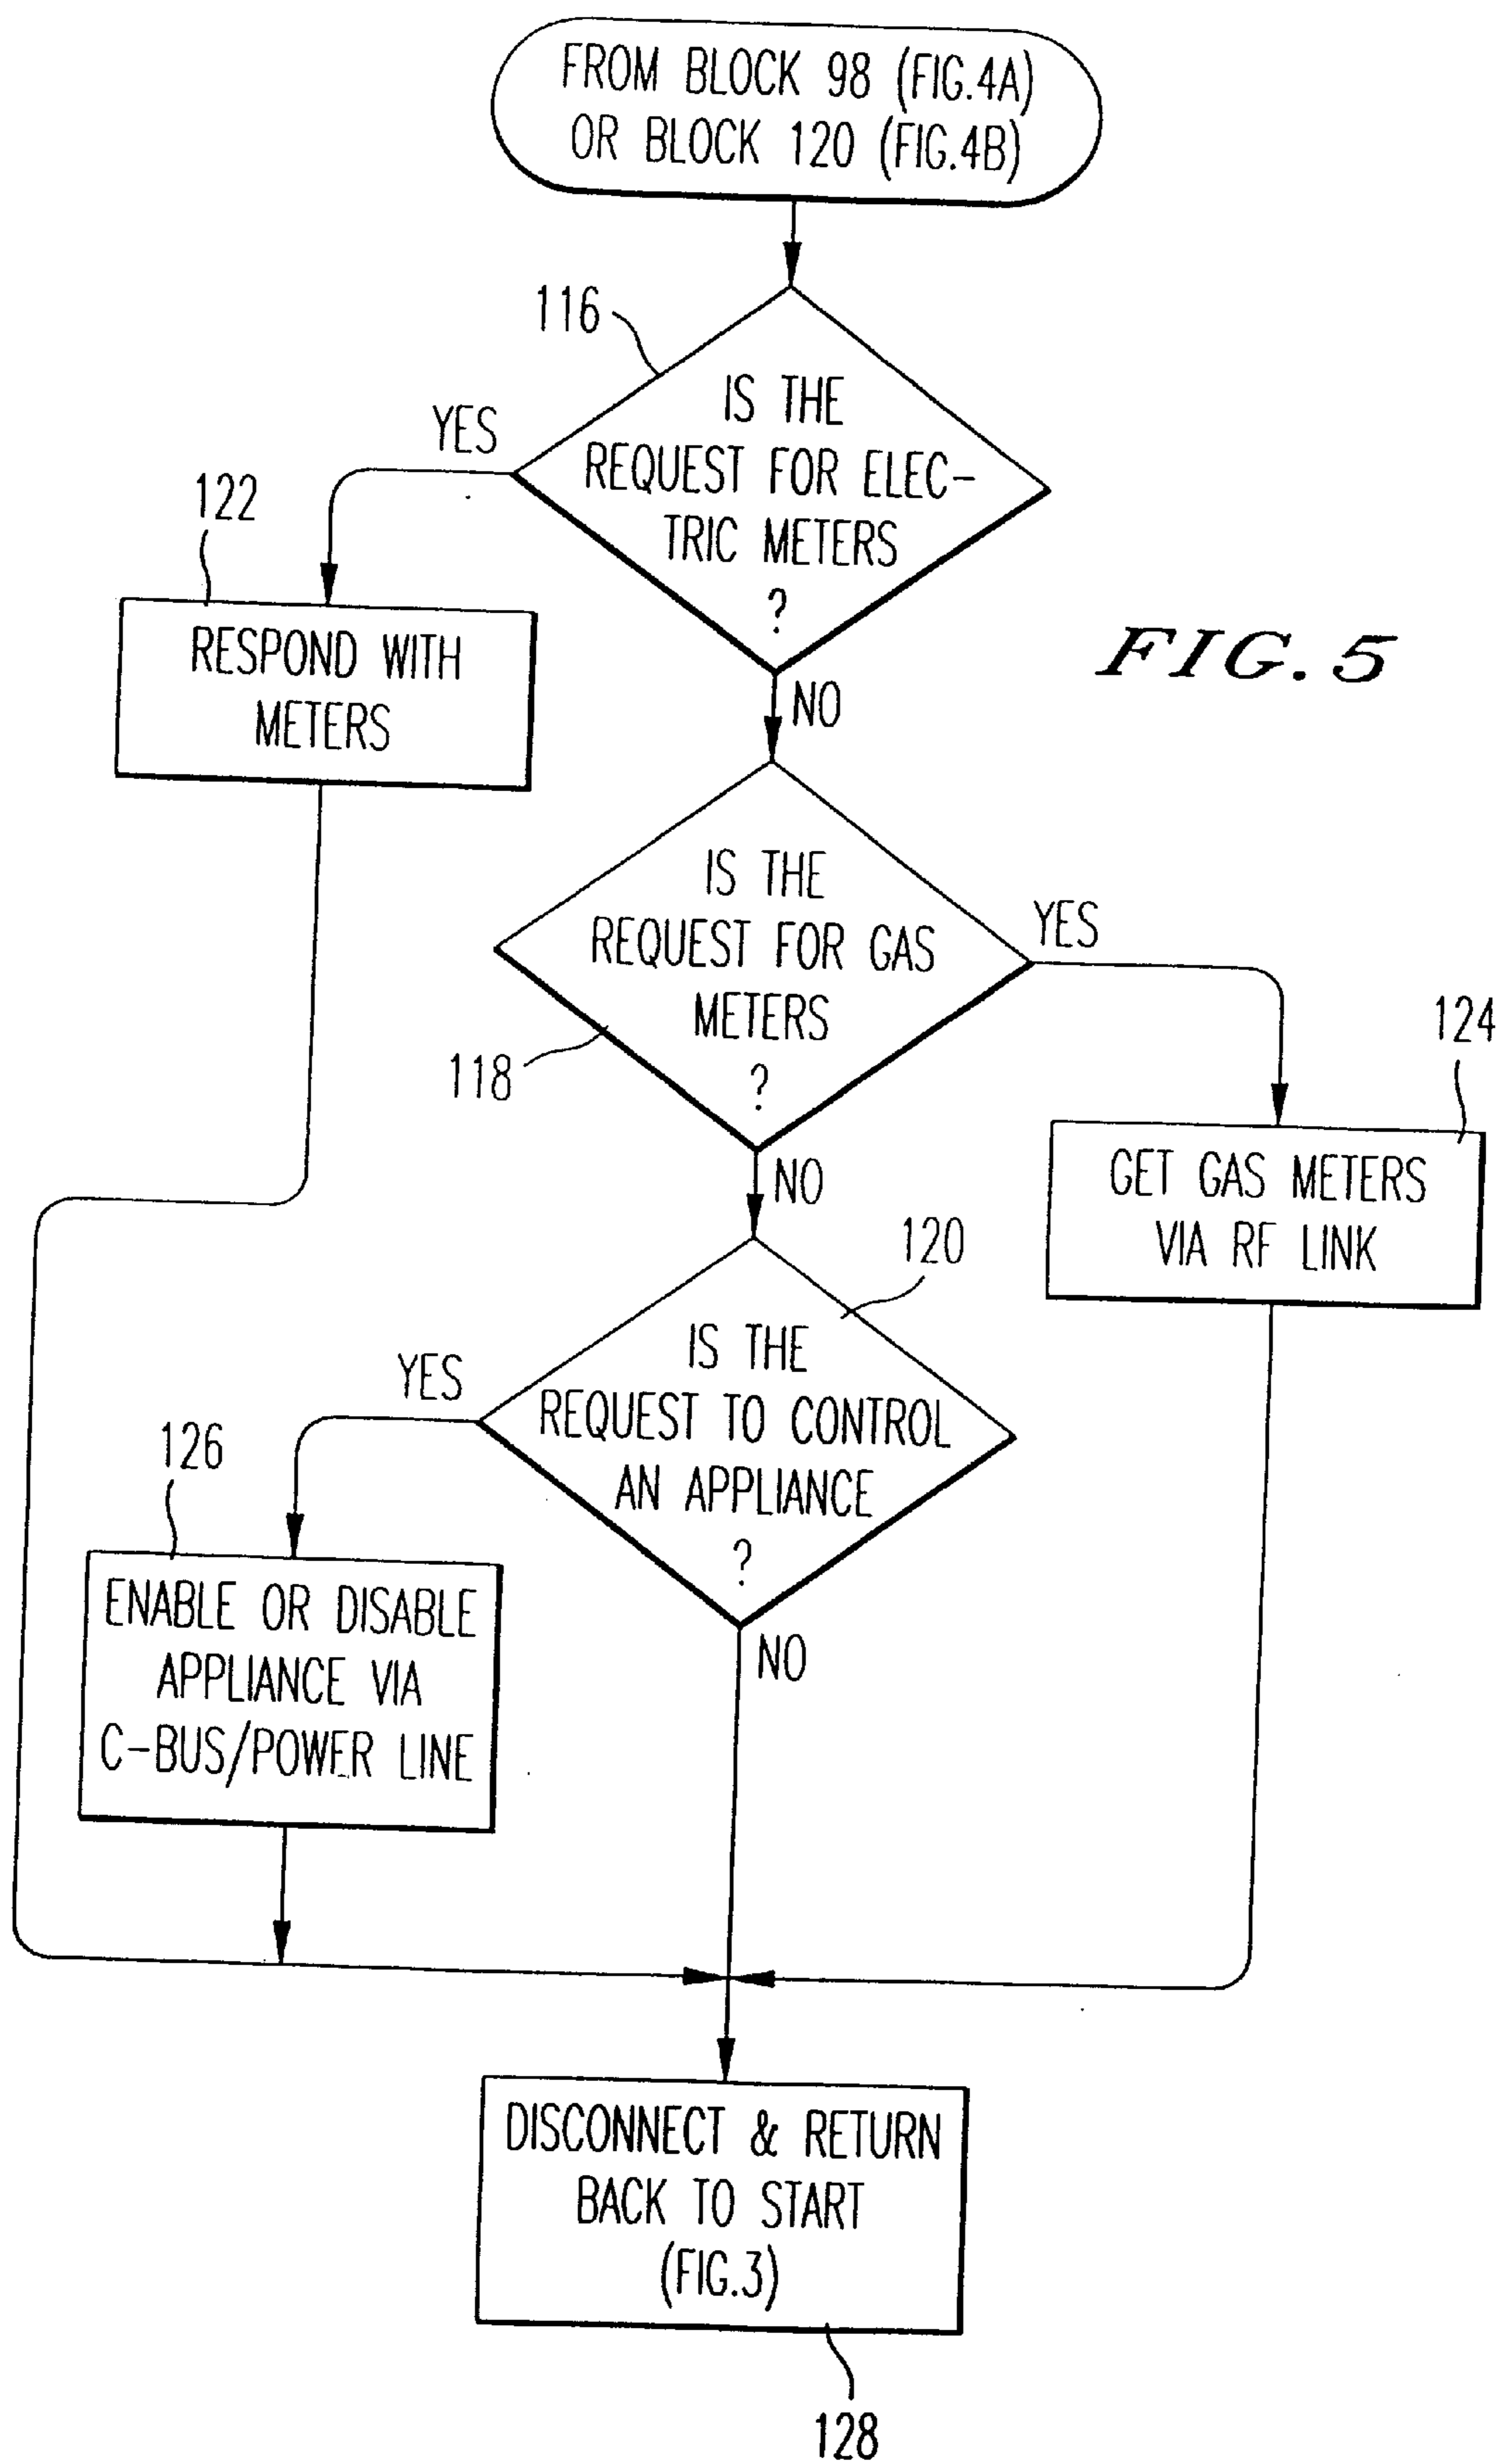 FROM BLOCK 98 (FIG.4A)
OR BLOCK 120 (FIG.4B)
116
IS THE
REQUEST FOR ELEC-
TRIC METERS
?
YES
122
RESPOND WITH
METERS
FIG. 5
NO
IS THE
REQUEST FOR GAS
METERS
?
118
YES
124
GET GAS METERS
VIA RF LINK
NO
120
IS THE
REQUEST TO CONTROL
AN APPLIANCE
?
YES
126
ENABLE OR DISABLE
APPLIANCE VIA
C-BUS/POWER LINE
NO
DISCONNECT & RETURN
BACK TO START
(FIG.3)
128